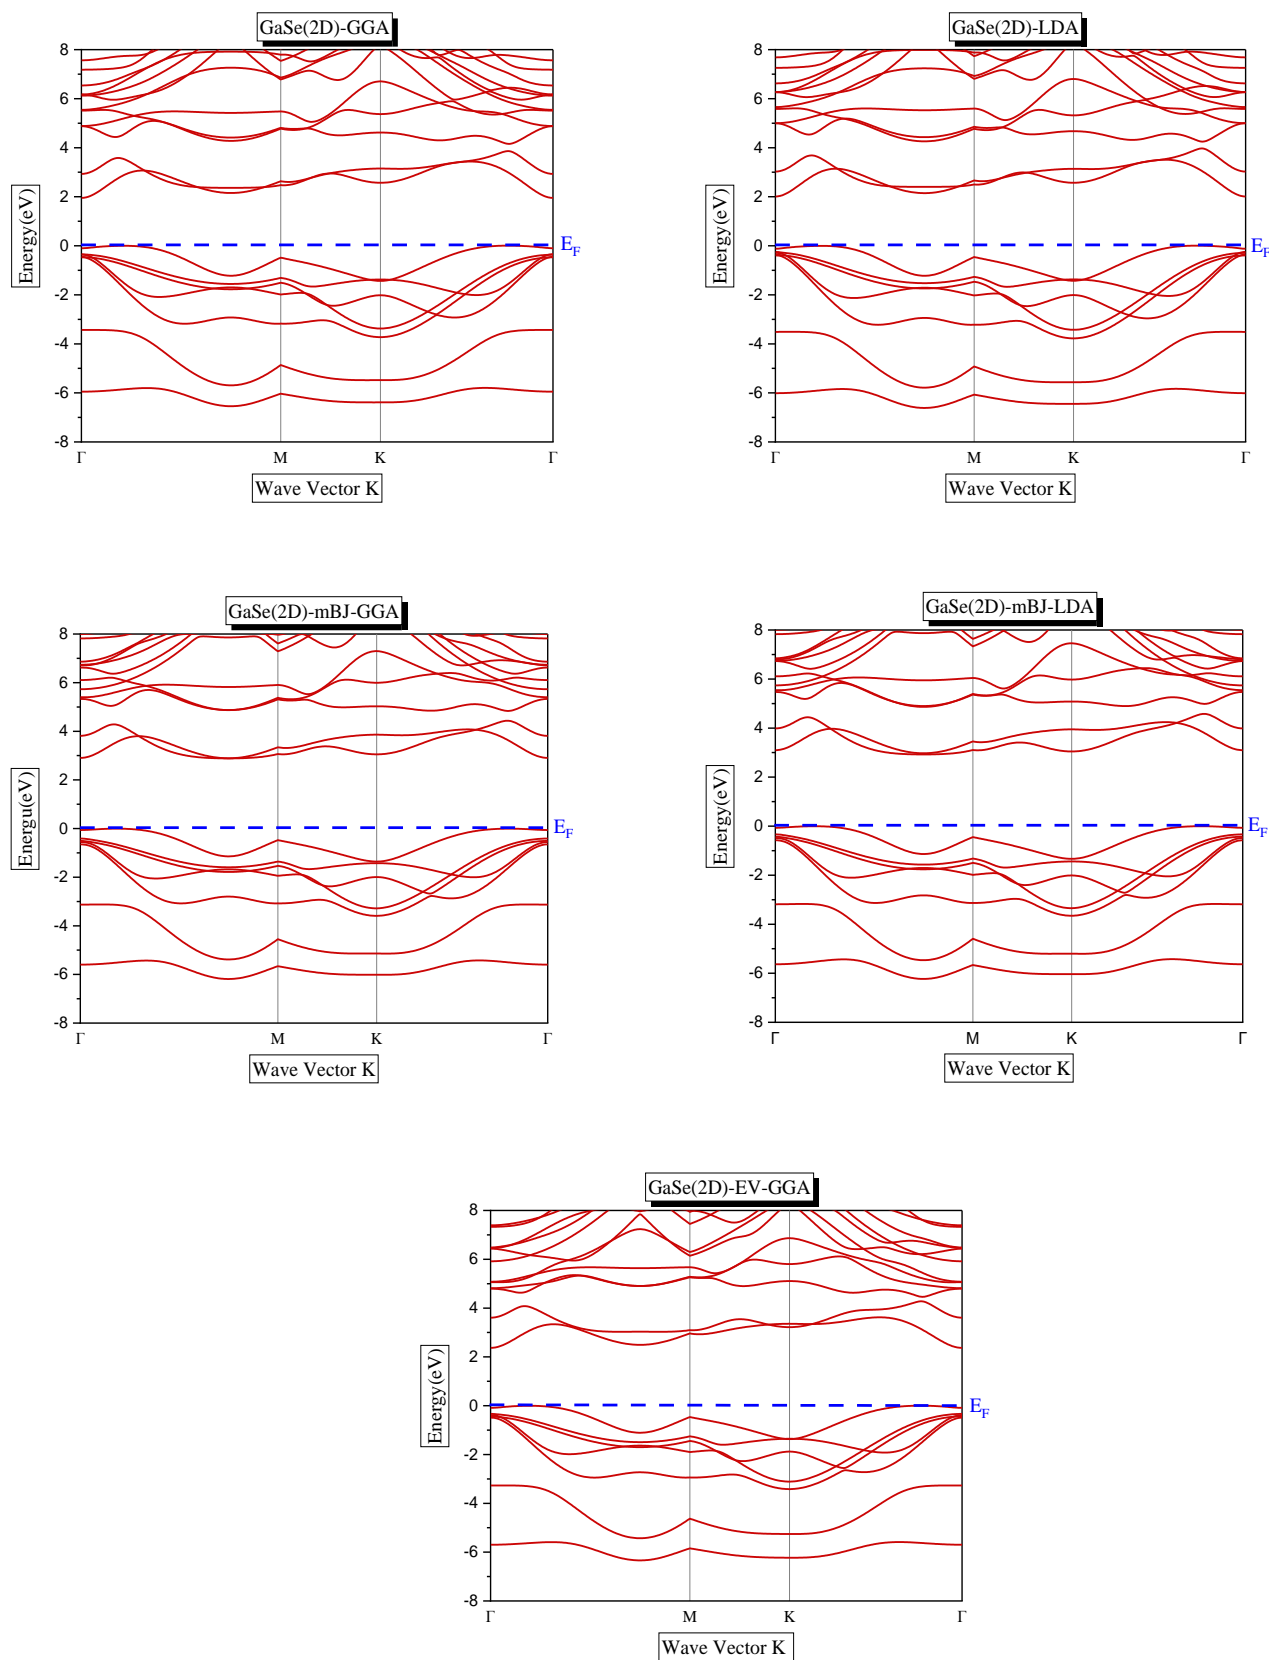 GaSe(2D)-GGA
8
6
4
2
0
-2
-4
-6
-8
Energy(eV)
E_F
Γ M K Γ
Wave Vector K
GaSe(2D)-LDA
8
6
4
2
0
-2
-4
-6
-8
Energy(eV)
E_F
Γ M K Γ
Wave Vector K
GaSe(2D)-mBJ-GGA
8
6
4
2
0
-2
-4
-6
-8
Energu(eV)
E_F
Γ M K Γ
Wave Vector K
GaSe(2D)-mBJ-LDA
8
6
4
2
0
-2
-4
-6
-8
Energy(eV)
E_F
Γ M K Γ
Wave Vector K
GaSe(2D)-EV-GGA
8
6
4
2
0
-2
-4
-6
-8
Energy(eV)
E_F
Γ M K Γ
Wave Vector K